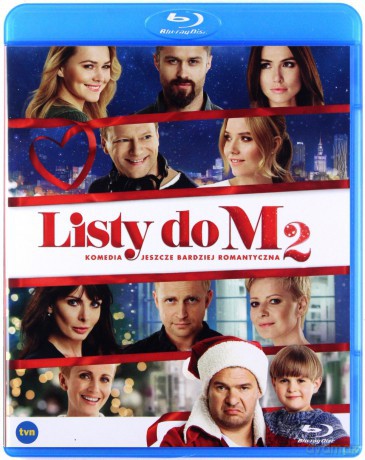 Blu-ray Disc
Listy do M2
KOMEDIA JESZCZE BARDZIEJ ROMANTYCZNA
tvn
BLU-RAY DISC